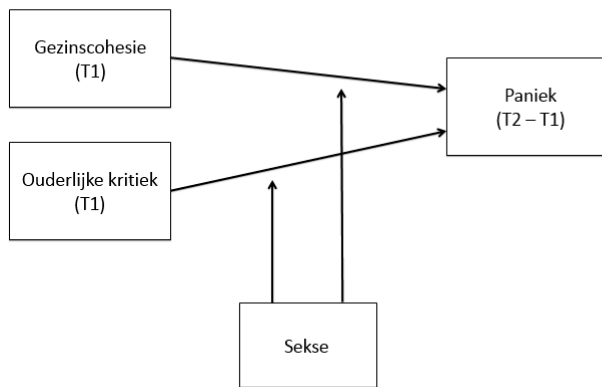 Gezinscohesie
(T1)
Paniek
(T2 – T1)
Ouderlijke kritiek
(T1)
Sekse